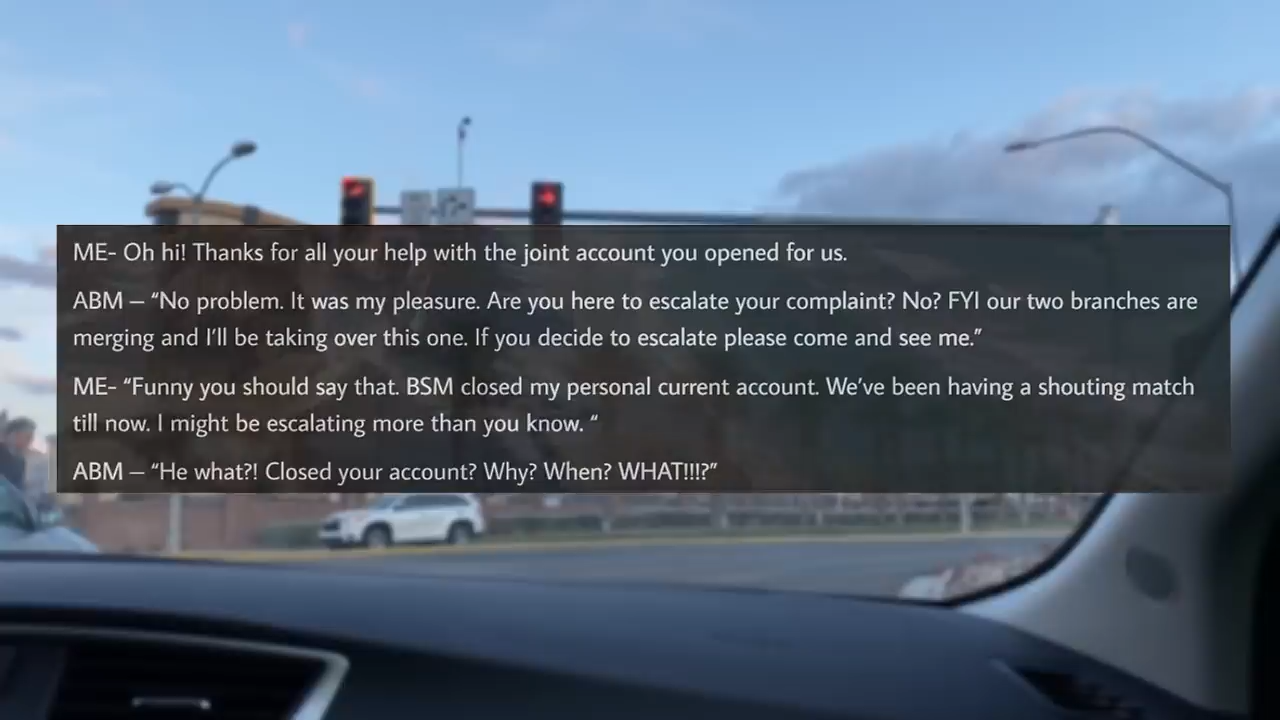 ME- Oh hi! Thanks for all your help with the joint account you opened for us.
ABM – “No problem. It was my pleasure. Are you here to escalate your complaint? No? FYI our two branches are
merging and I’ll be taking over this one. If you decide to escalate please come and see me.”
ME- “Funny you should say that. BSM closed my personal current account. We’ve been having a shouting match
till now. I might be escalating more than you know. “
ABM – “He what?! Closed your account? Why? When? WHAT!!!?”